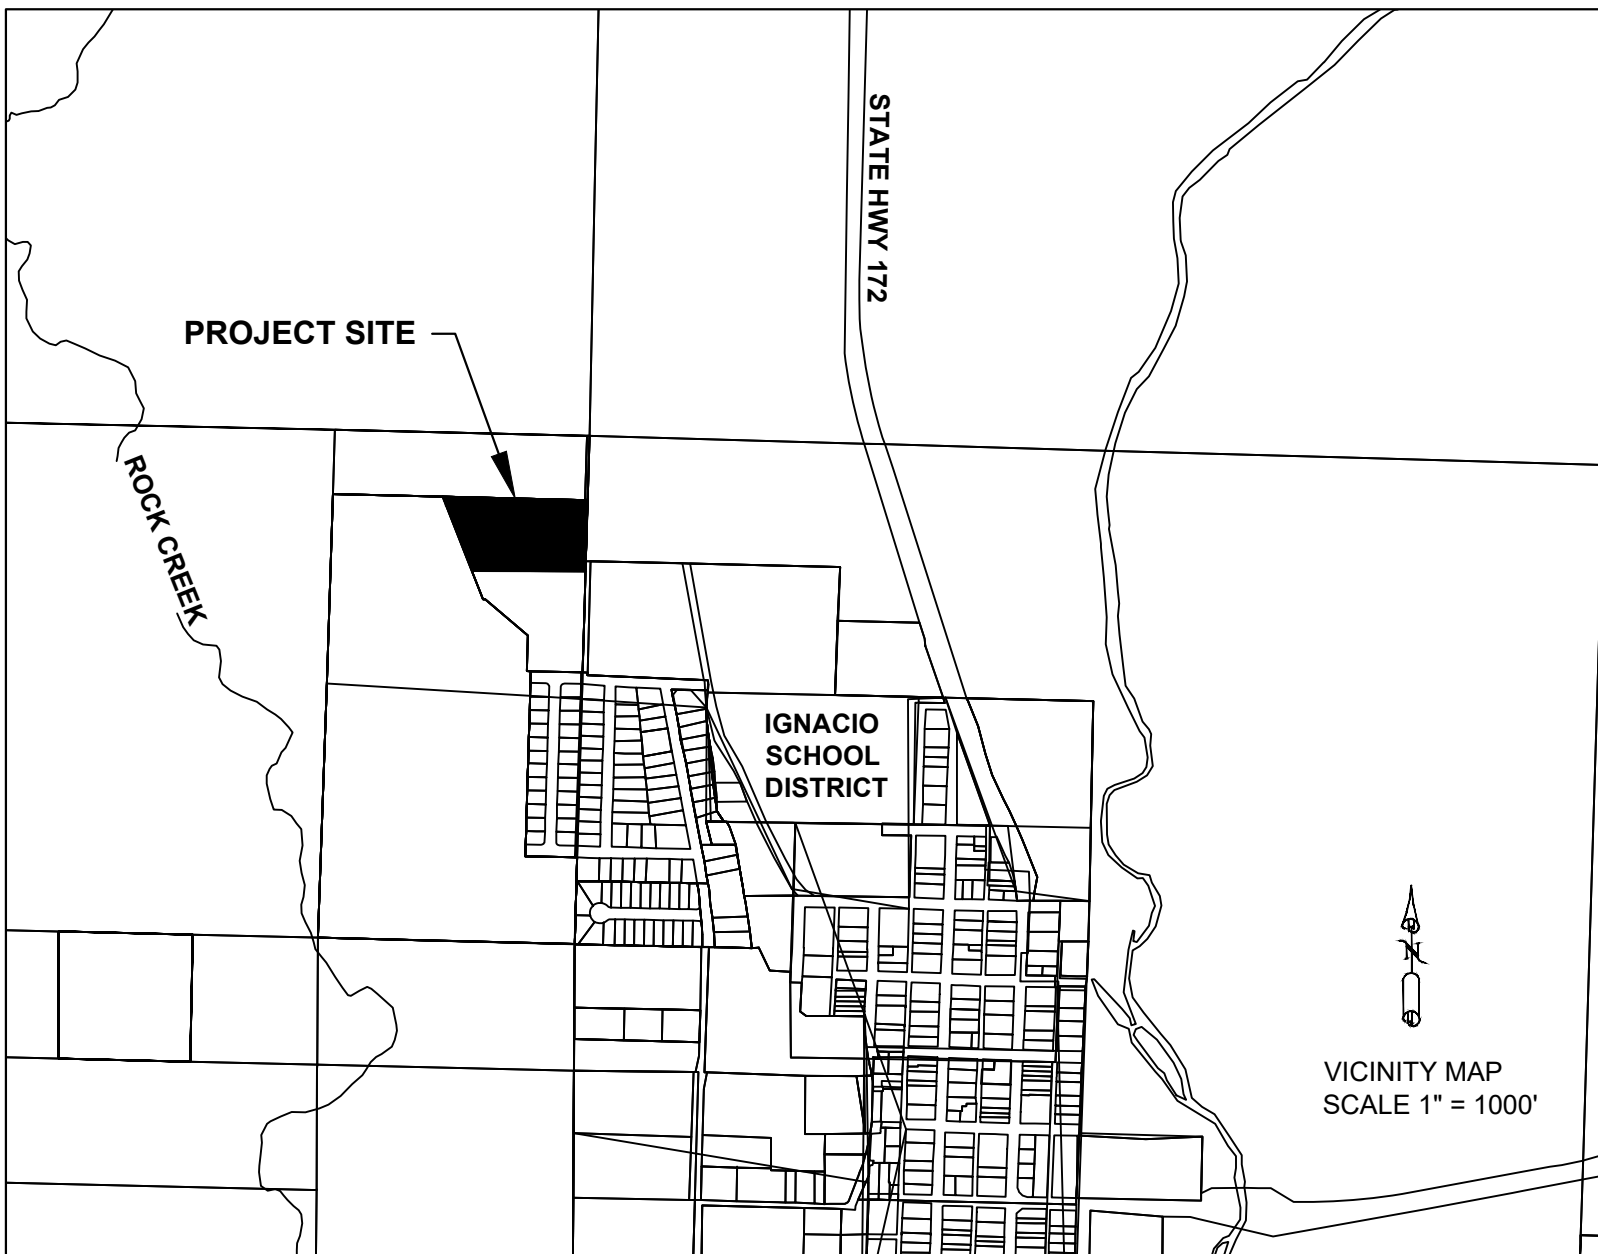 STATE HWY 172
PROJECT SITE
ROCK CREEK
IGNACIO
SCHOOL
DISTRICT
N
VICINITY MAP
SCALE 1" = 1000'